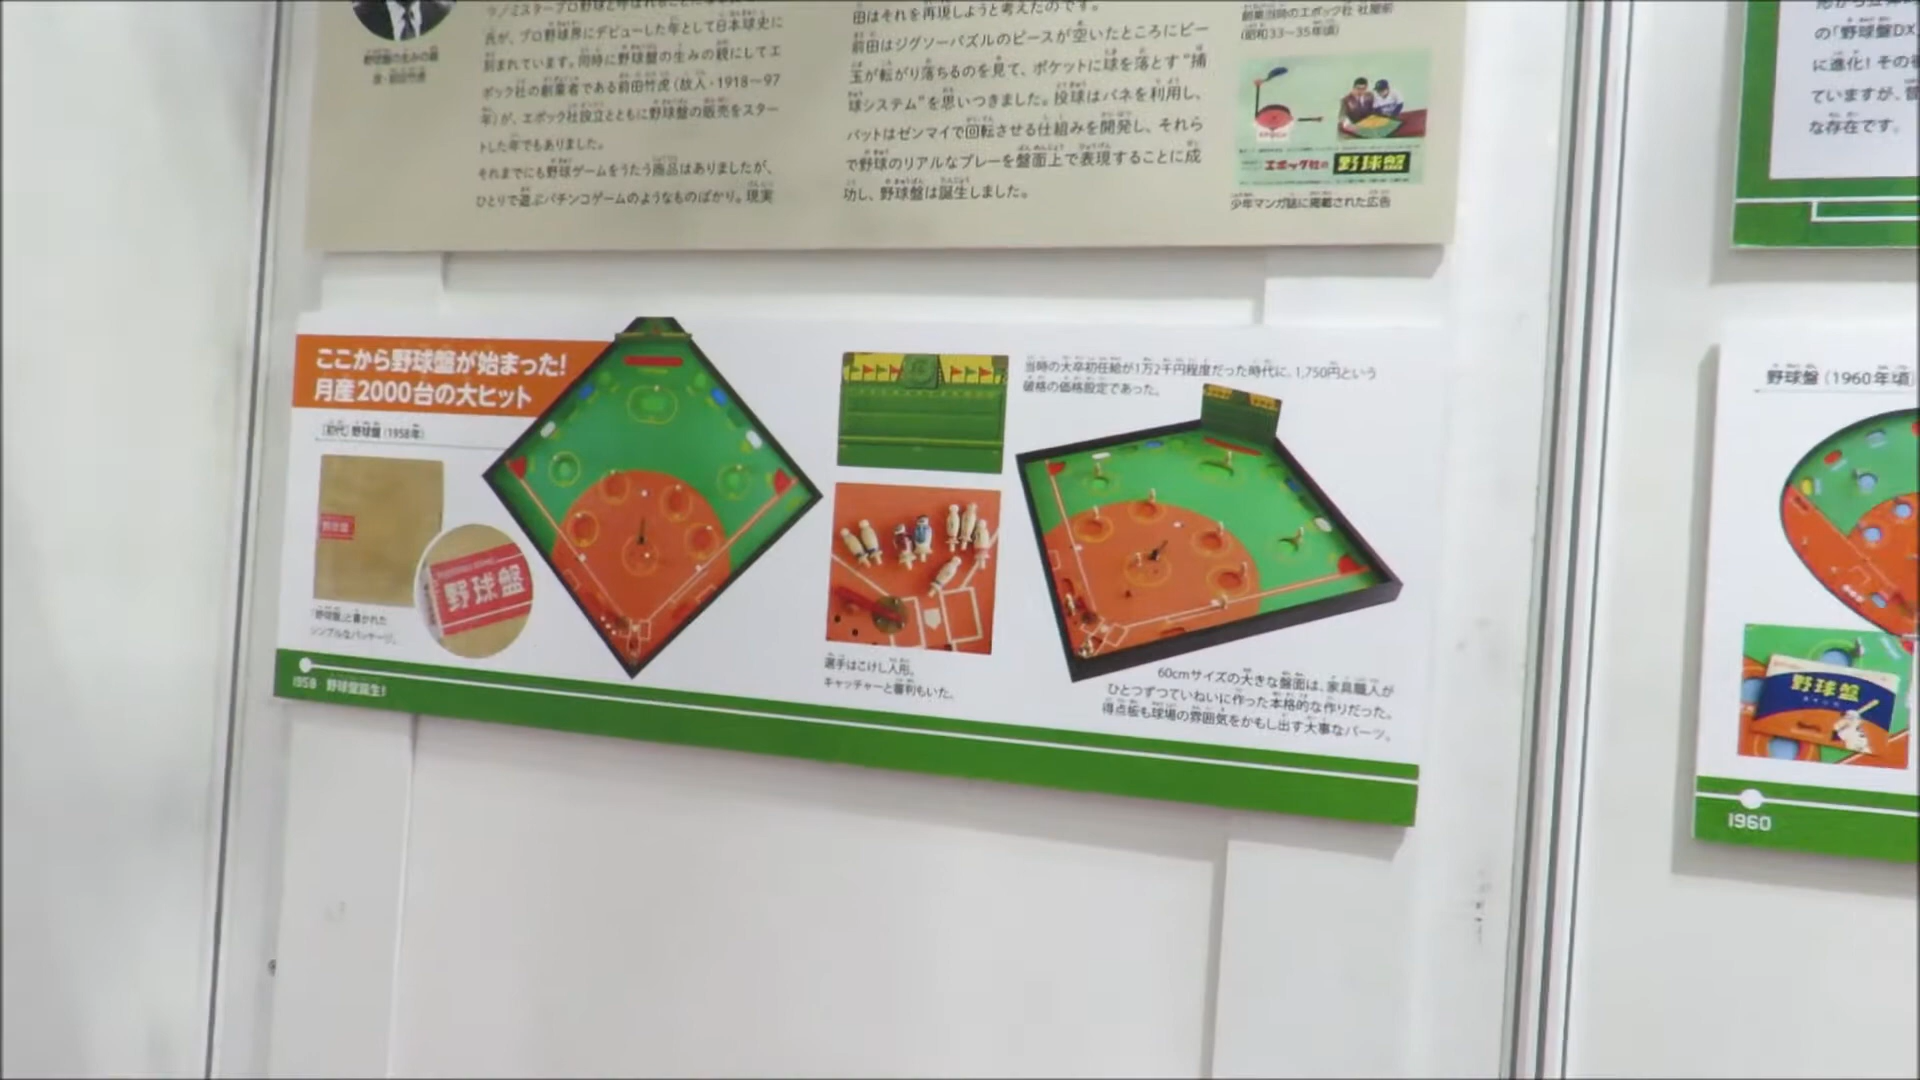 野球盤の生みの親
故・前田竹虎
氏が、プロ野球界にデビューした年として日本球史に
刻まれています。同時に野球盤の生みの親にしてエ
ポック社の創業者である前田竹虎(故人・1918〜97
年)が、エポック社設立とともに野球盤の販売をスター
トした年でもありました。
それまでにも野球ゲームをうたう商品はありましたが、
ひとりで遊ぶパチンコゲームのようなものばかり。現実
田はそれを再現しようと考えたのです。
前田はジグソーパズルのピースが空いたところにビー
玉が転がり落ちるのを見て、ポケットに球を落とす"捕
球システム"を思いつきました。投球はバネを利用し、
バットはゼンマイで回転させる仕組みを開発し、それら
で野球のリアルなプレーを盤面上で表現することに成
功し、野球盤は誕生しました。
創業当時のエポック社 社屋前
(昭和33〜35年頃)
エポック社の 野球盤
少年マンガ誌に掲載された広告
の「野球盤DX
に進化!その後
ていますが、昔
な存在です。
ここから野球盤が始まった!
月産2000台の大ヒット
[初代] 野球盤 (1958年)
野球盤
野球盤
「野球盤」と書かれた
シンプルなパッケージ。
選手はこけし人形。
キャッチャーと審判もいた。
当時の大卒初任給が1万2千円程度だった時代に、1,750円という
破格の価格設定であった。
60cmサイズの大きな盤面は、家具職人が
ひとつずつていねいに作った本格的な作りだった。
得点板も球場の雰囲気をかもし出す大事なパーツ。
1958 野球盤誕生!
野球盤 (1960年頃)
野球盤
1960